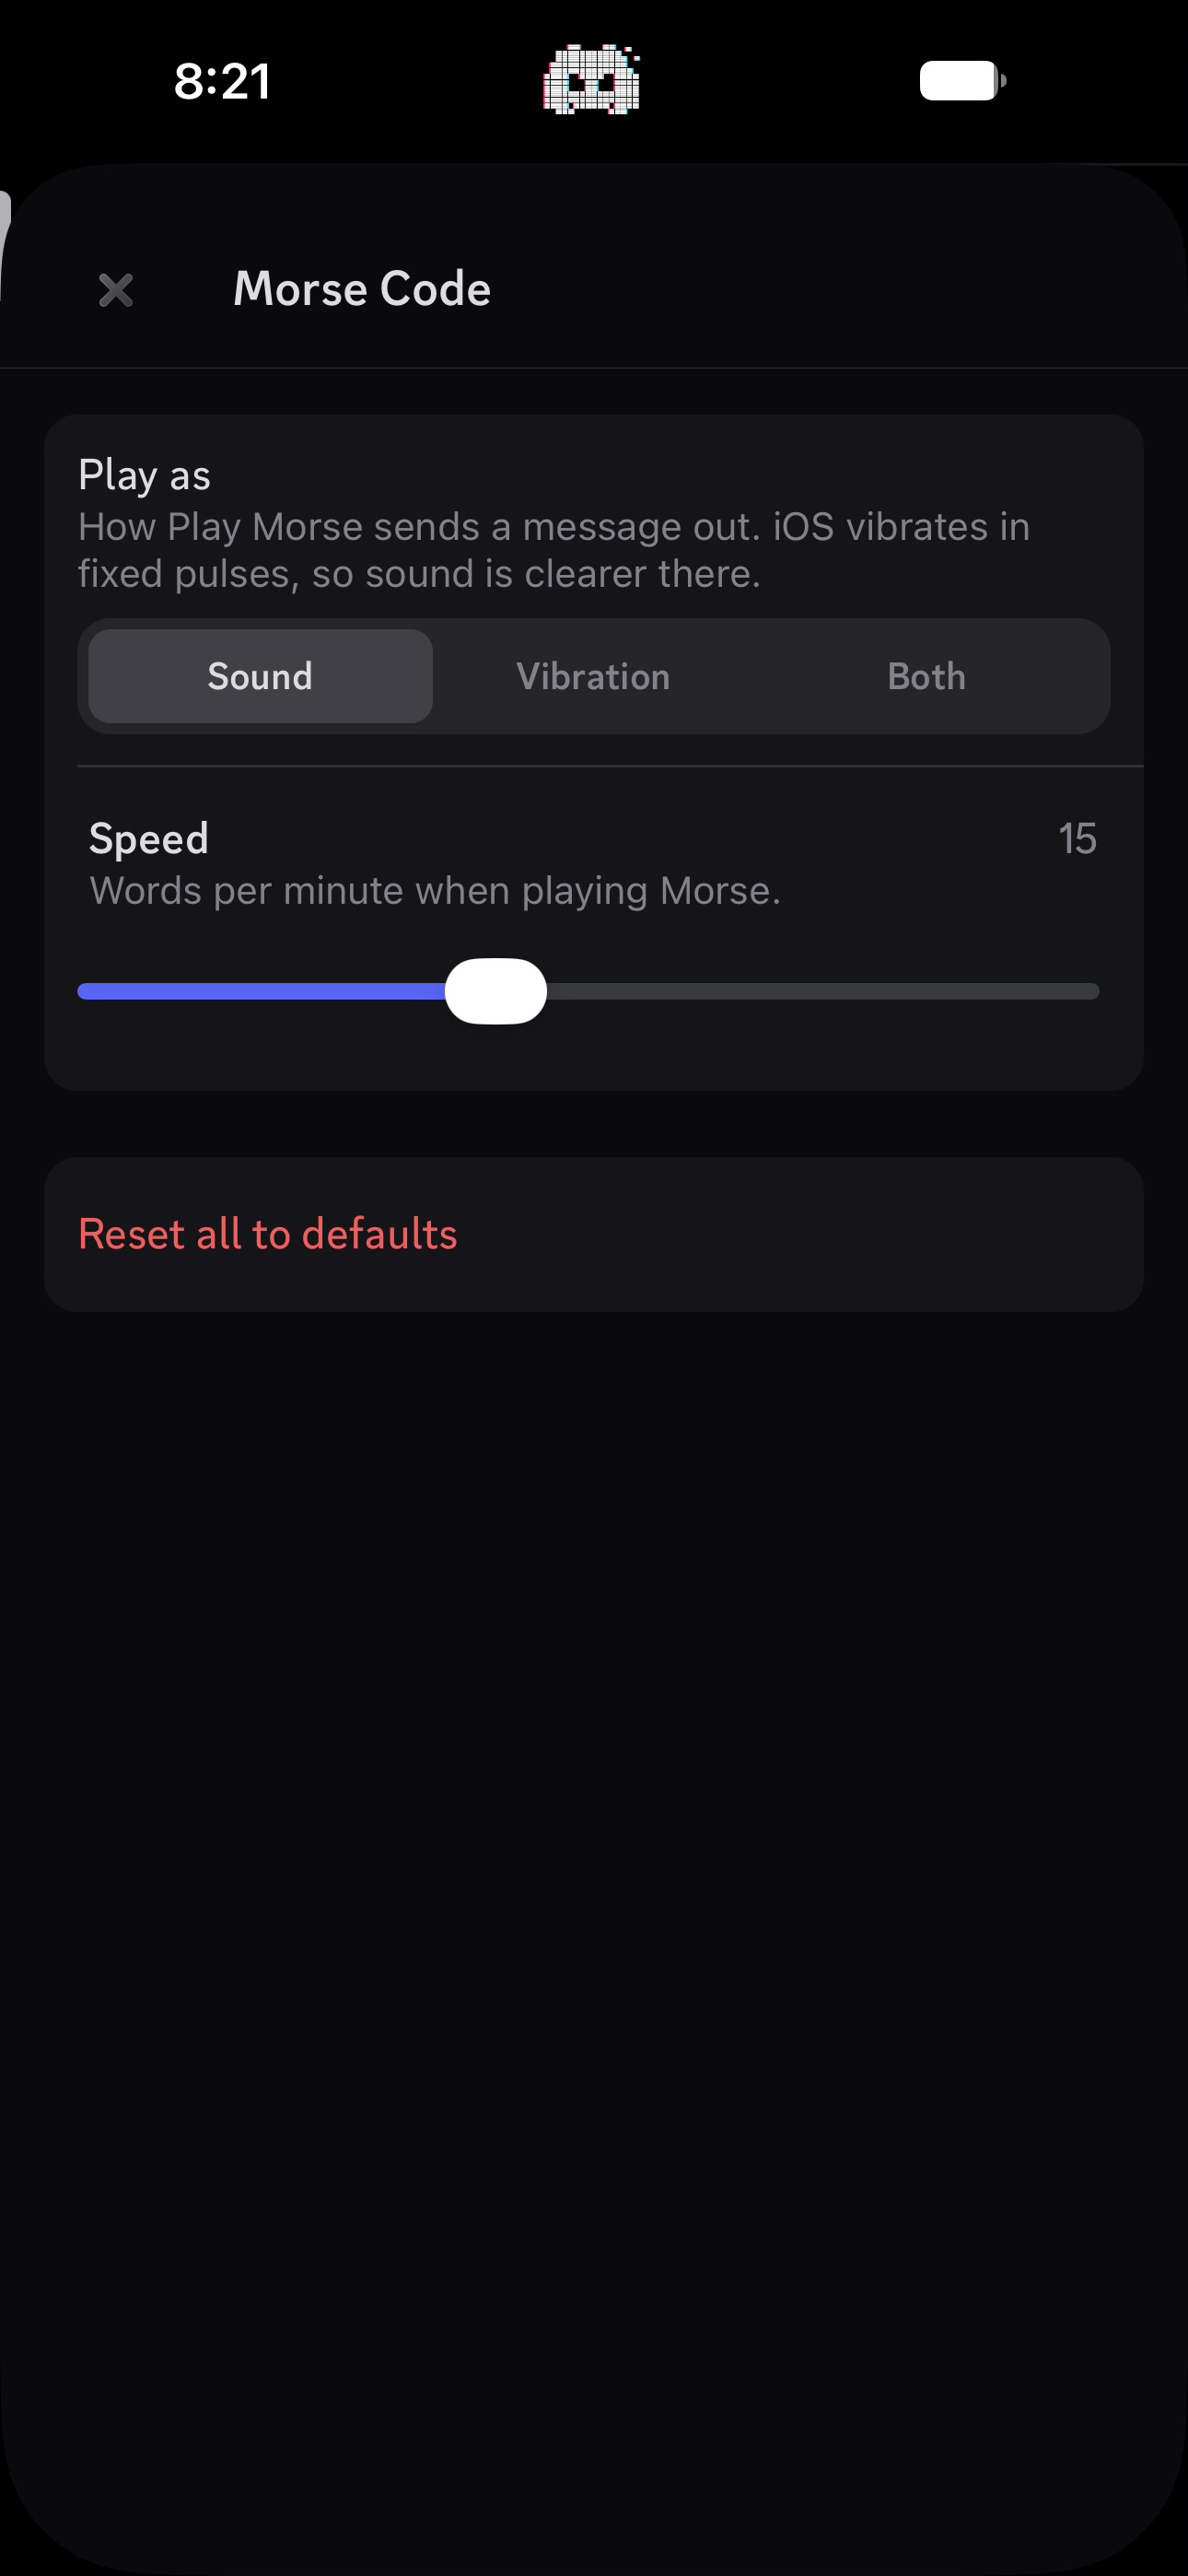 8:21
Morse Code
Play as
How Play Morse sends a message out. iOS vibrates in
fixed pulses, so sound is clearer there.
Sound Vibration Both
Speed 15
Words per minute when playing Morse.
Reset all to defaults